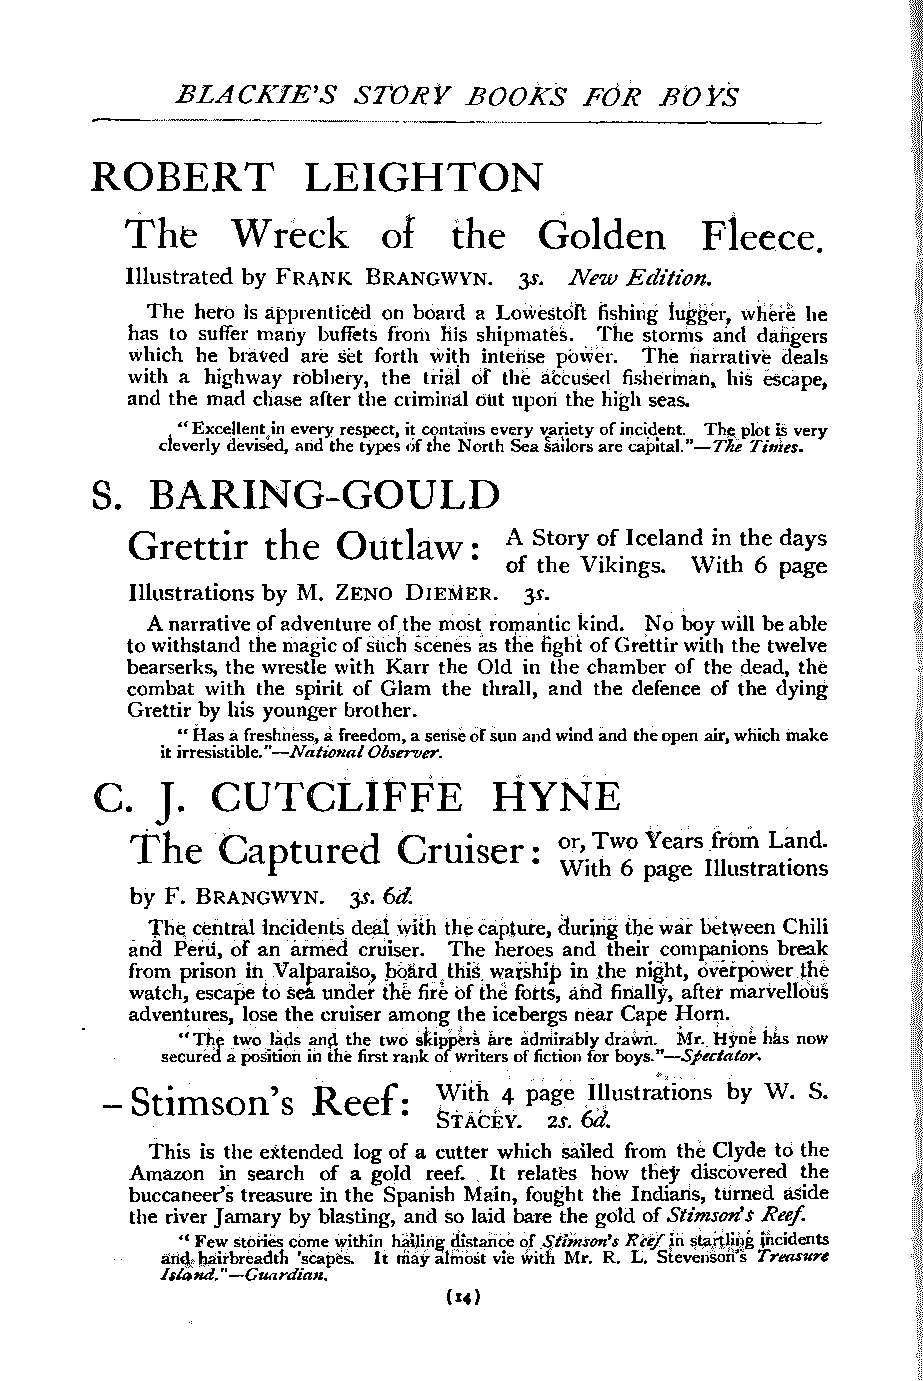 BLACKIE'S STORY BOOKS FOR BOYS
ROBERT LEIGHTON
The Wreck of the Golden Fleece.
Illustrated by FRANK BRANGWYN. 3s. New Edition.
The hero is apprenticed on board a Lowestoft fishing lugger, where he
has to suffer many buffets from his shipmates. The storms and dangers
which he braved are set forth with intense power. The narrative deals
with a highway robbery, the trial of the accused fisherman, his escape,
and the mad chase after the criminal out upon the high seas.
"Excellent in every respect, it contains every variety of incident. The plot is very
cleverly devised, and the types of the North Sea sailors are capital."—The Times.
S. BARING-GOULD
Grettir the Outlaw: A Story of Iceland in the days
of the Vikings. With 6 page
Illustrations by M. ZENO DIEMER. 3s.
A narrative of adventure of the most romantic kind. No boy will be able
to withstand the magic of such scenes as the fight of Grettir with the twelve
bearserks, the wrestle with Karr the Old in the chamber of the dead, the
combat with the spirit of Glam the thrall, and the defence of the dying
Grettir by his younger brother.
"Has a freshness, a freedom, a sense of sun and wind and the open air, which make
it irresistible."—National Observer.
C. J. CUTCLIFFE HYNE
The Captured Cruiser: or, Two Years from Land.
With 6 page Illustrations
by F. BRANGWYN. 3s. 6d.
The central incidents deal with the capture, during the war between Chili
and Peru, of an armed cruiser. The heroes and their companions break
from prison in Valparaiso, board this warship in the night, overpower the
watch, escape to sea under the fire of the forts, and finally, after marvellous
adventures, lose the cruiser among the icebergs near Cape Horn.
"The two lads and the two skippers are admirably drawn. Mr. Hyne has now
secured a position in the first rank of writers of fiction for boys."—Spectator.
– Stimson's Reef: With 4 page Illustrations by W. S.
STACEY. 2s. 6d.
This is the extended log of a cutter which sailed from the Clyde to the
Amazon in search of a gold reef. It relates how they discovered the
buccaneer's treasure in the Spanish Main, fought the Indians, turned aside
the river Jamary by blasting, and so laid bare the gold of Stimson's Reef.
"Few stories come within hailing distance of Stimson's Reef in startling incidents
and hairbreadth 'scapes. It may almost vie with Mr. R. L. Stevenson's Treasure
Island."—Guardian.
(14)